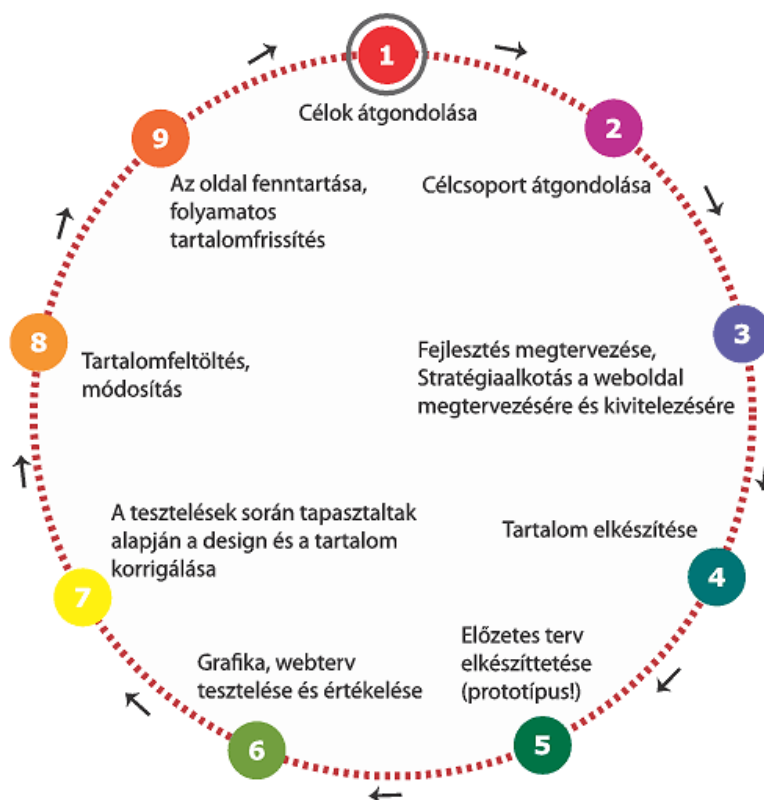 1
Célok átgondolása
2
Célcsoport átgondolása
3
Fejlesztés megtervezése,
Stratégiaalkotás a weboldal
megtervezésére és kivitelezésére
4
Tartalom elkészítése
5
Előzetes terv
elkészíttetése
(prototípus!)
6
Grafika, webterv
tesztelése és értékelése
7
A tesztelések során tapasztaltak
alapján a design és a tartalom
korrigálása
8
Tartalomfeltöltés,
módosítás
9
Az oldal fenntartása,
folyamatos
tartalomfrissítés